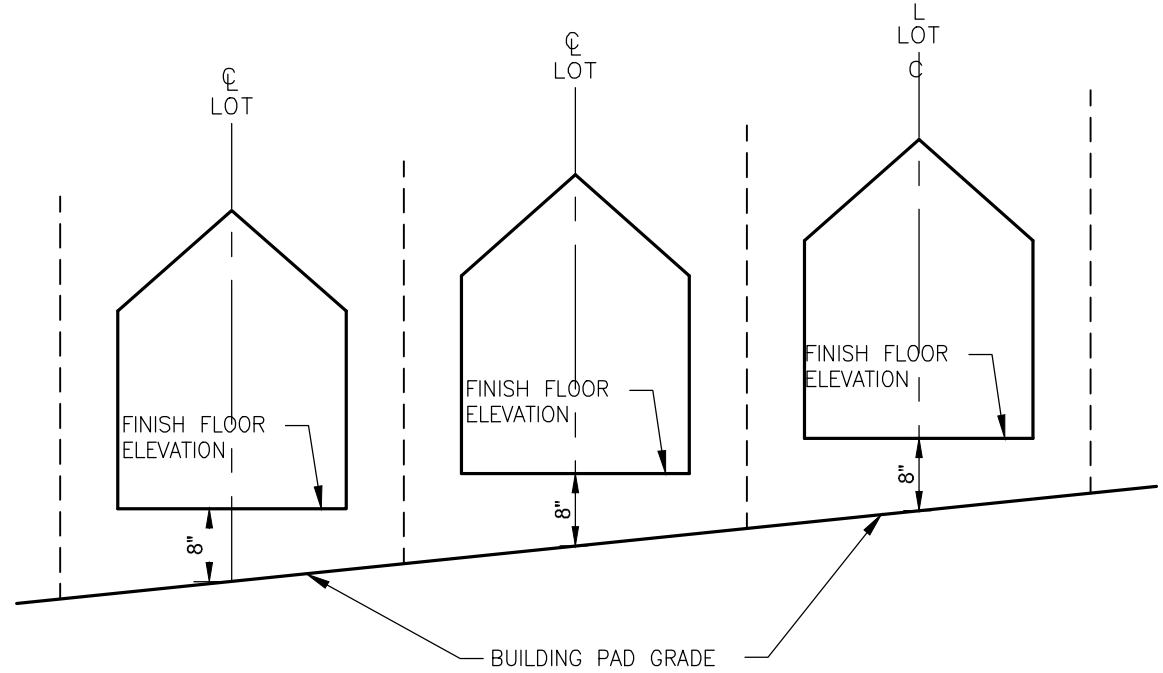 L
LOT
C
℄
LOT
℄
LOT
FINISH FLOOR
ELEVATION
FINISH FLOOR
ELEVATION
FINISH FLOOR
ELEVATION
8"
8"
8"
BUILDING PAD GRADE